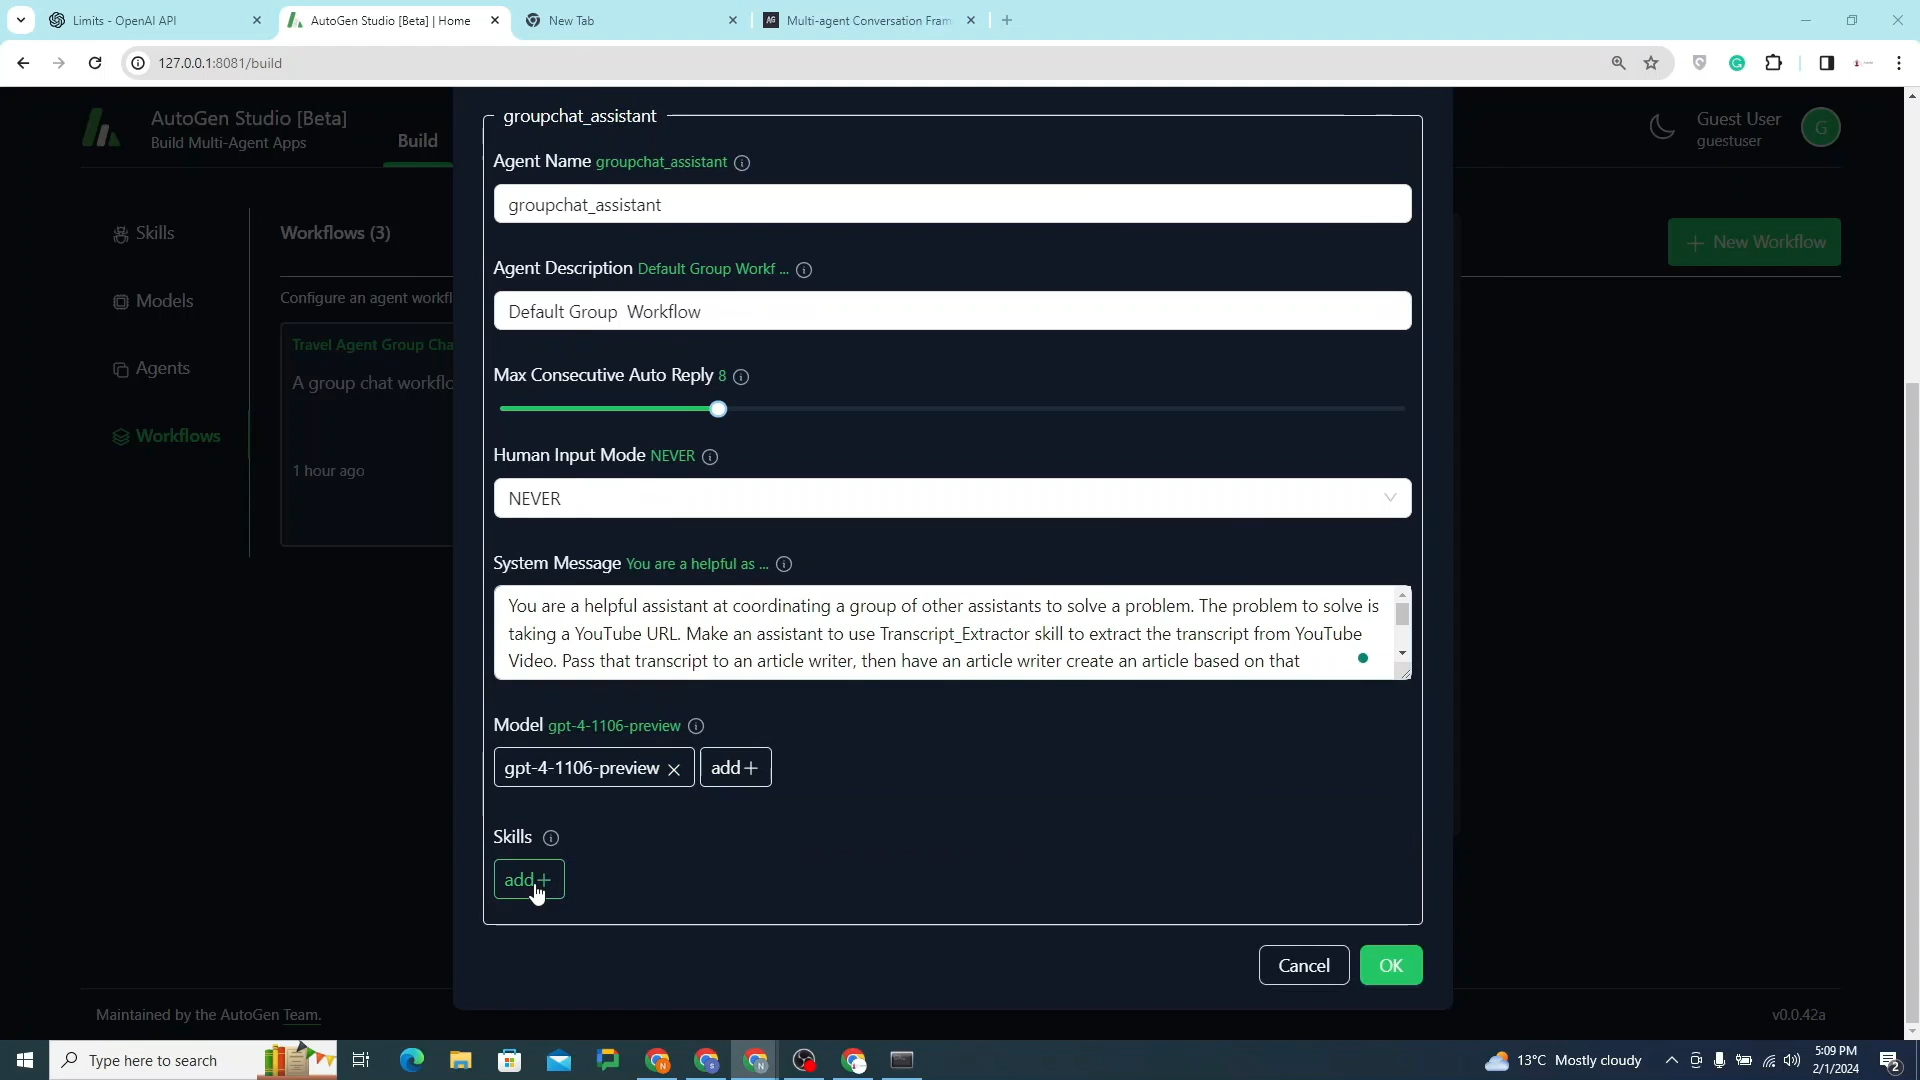 Limits - OpenAI API
AutoGen Studio [Beta] | Home
New Tab
AG
Multi-agent Conversation Fram
127.0.0.1:8081/build
AutoGen Studio [Beta]
Build Multi-Agent Apps
Build
Guest User
guestuser
G
Skills
Models
Agents
Workflows
Workflows (3)
Configure an agent workfl
Travel Agent Group Cha
A group chat workflo
1 hour ago
New Workflow
groupchat_assistant
Agent Name groupchat_assistant
groupchat_assistant
Agent Description Default Group Workf ...
Default Group  Workflow
Max Consecutive Auto Reply 8
Human Input Mode NEVER
NEVER
System Message You are a helpful as ...
You are a helpful assistant at coordinating a group of other assistants to solve a problem. The problem to solve is
taking a YouTube URL. Make an assistant to use Transcript_Extractor skill to extract the transcript from YouTube
Video. Pass that transcript to an article writer, then have an article writer create an article based on that
Model gpt-4-1106-preview
gpt-4-1106-preview
add+
Skills
add+
Cancel
OK
Maintained by the AutoGen Team.
v0.0.42a
Type here to search
13°C Mostly cloudy
5:09 PM
2/1/2024
2